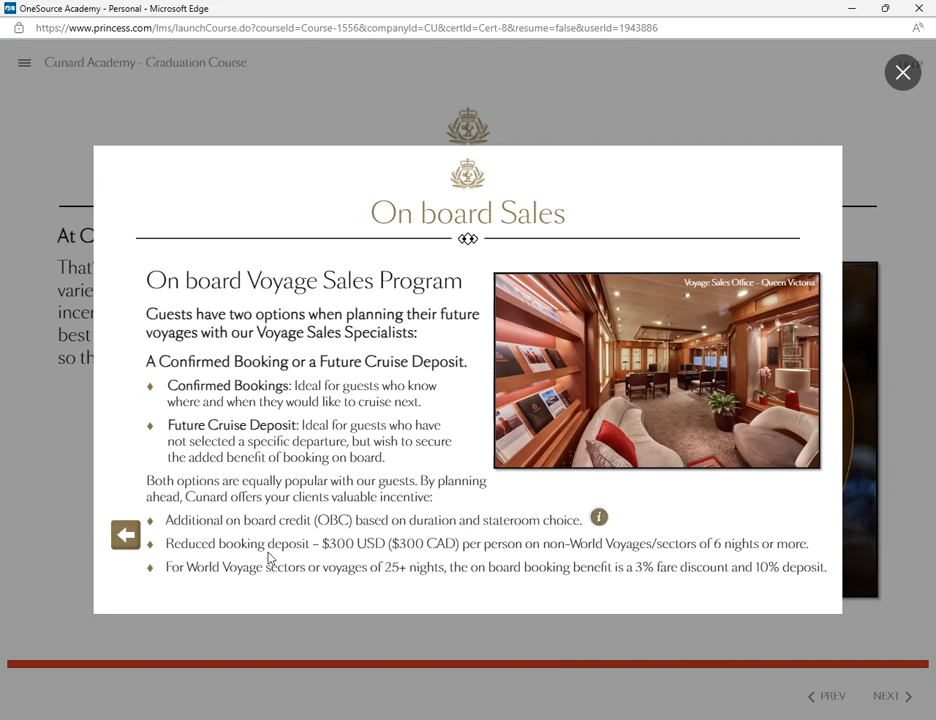 OneSource Academy - Personal - Microsoft Edge
https://www.princess.com/lms/launchCourse.do?courseId=Course-1556&companyId=CU&certId=Cert-8&resume=false&userId=1943886
Cunard Academy - Graduation Course
On board Sales
At C
That'
varie
incer
best
so th
On board Voyage Sales Program
Guests have two options when planning their future
voyages with our Voyage Sales Specialists:
A Confirmed Booking or a Future Cruise Deposit.
♦ Confirmed Bookings: Ideal for guests who know
where and when they would like to cruise next.
♦ Future Cruise Deposit: Ideal for guests who have
not selected a specific departure, but wish to secure
the added benefit of booking on board.
Both options are equally popular with our guests. By planning
ahead, Cunard offers your clients valuable incentive:
Voyage Sales Office – Queen Victoria
♦ Additional on board credit (OBC) based on duration and stateroom choice. i
♦ Reduced booking deposit – $300 USD ($300 CAD) per person on non-World Voyages/sectors of 6 nights or more.
♦ For World Voyage sectors or voyages of 25+ nights, the on board booking benefit is a 3% fare discount and 10% deposit.
PREV
NEXT